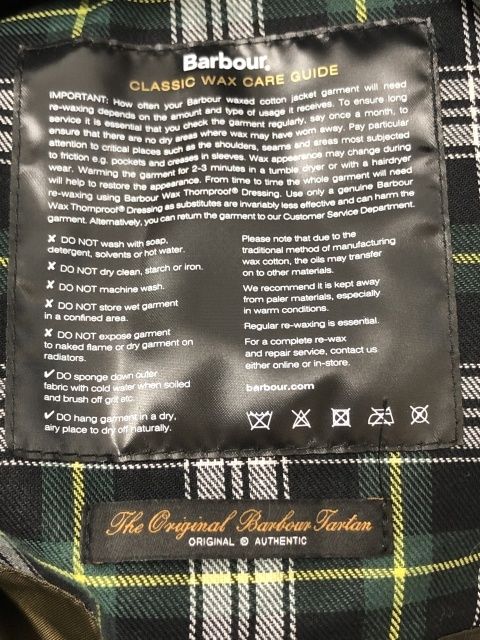 Barbour.
CLASSIC WAX CARE GUIDE
IMPORTANT: How often your Barbour waxed cotton jacket garment will need
re-waxing depends on the amount and type of usage it receives. To ensure long
service it is essential that you check the garment regularly, say once a month, to
ensure that there are no dry areas where wax may have worn away. Pay particular
attention to critical places such as the shoulders, seams and areas most subjected
to friction e.g. pockets and creases in sleeves. Wax appearance may change during
wear. Warming the garment for 2-3 minutes in a tumble dryer or with a hairdryer
will help to restore the appearance. From time to time the whole garment will need
re-waxing using Barbour Wax Thornproof® Dressing. Use only a genuine Barbour
Wax Thornproof® Dressing as substitutes are invariably less effective and can harm the
garment. Alternatively, you can return the garment to our Customer Service Department.
✘ DO NOT wash with soap,
detergent, solvents or hot water.
✘ DO NOT dry clean, starch or iron.
✘ DO NOT machine wash.
✘ DO NOT store wet garment
in a confined area.
✘ DO NOT expose garment
to naked flame or dry garment on
radiators.
✔ DO sponge down outer
fabric with cold water when soiled
and brush off grit etc.
✔ DO hang garment in a dry,
airy place to dry off naturally.
Please note that due to the
traditional method of manufacturing
wax cotton, the oils may transfer
on to other materials.
We recommend it is kept away
from paler materials, especially
in warm conditions.
Regular re-waxing is essential.
For a complete re-wax
and repair service, contact us
either online or in-store.
barbour.com
The Original Barbour Tartan
ORIGINAL @ AUTHENTIC